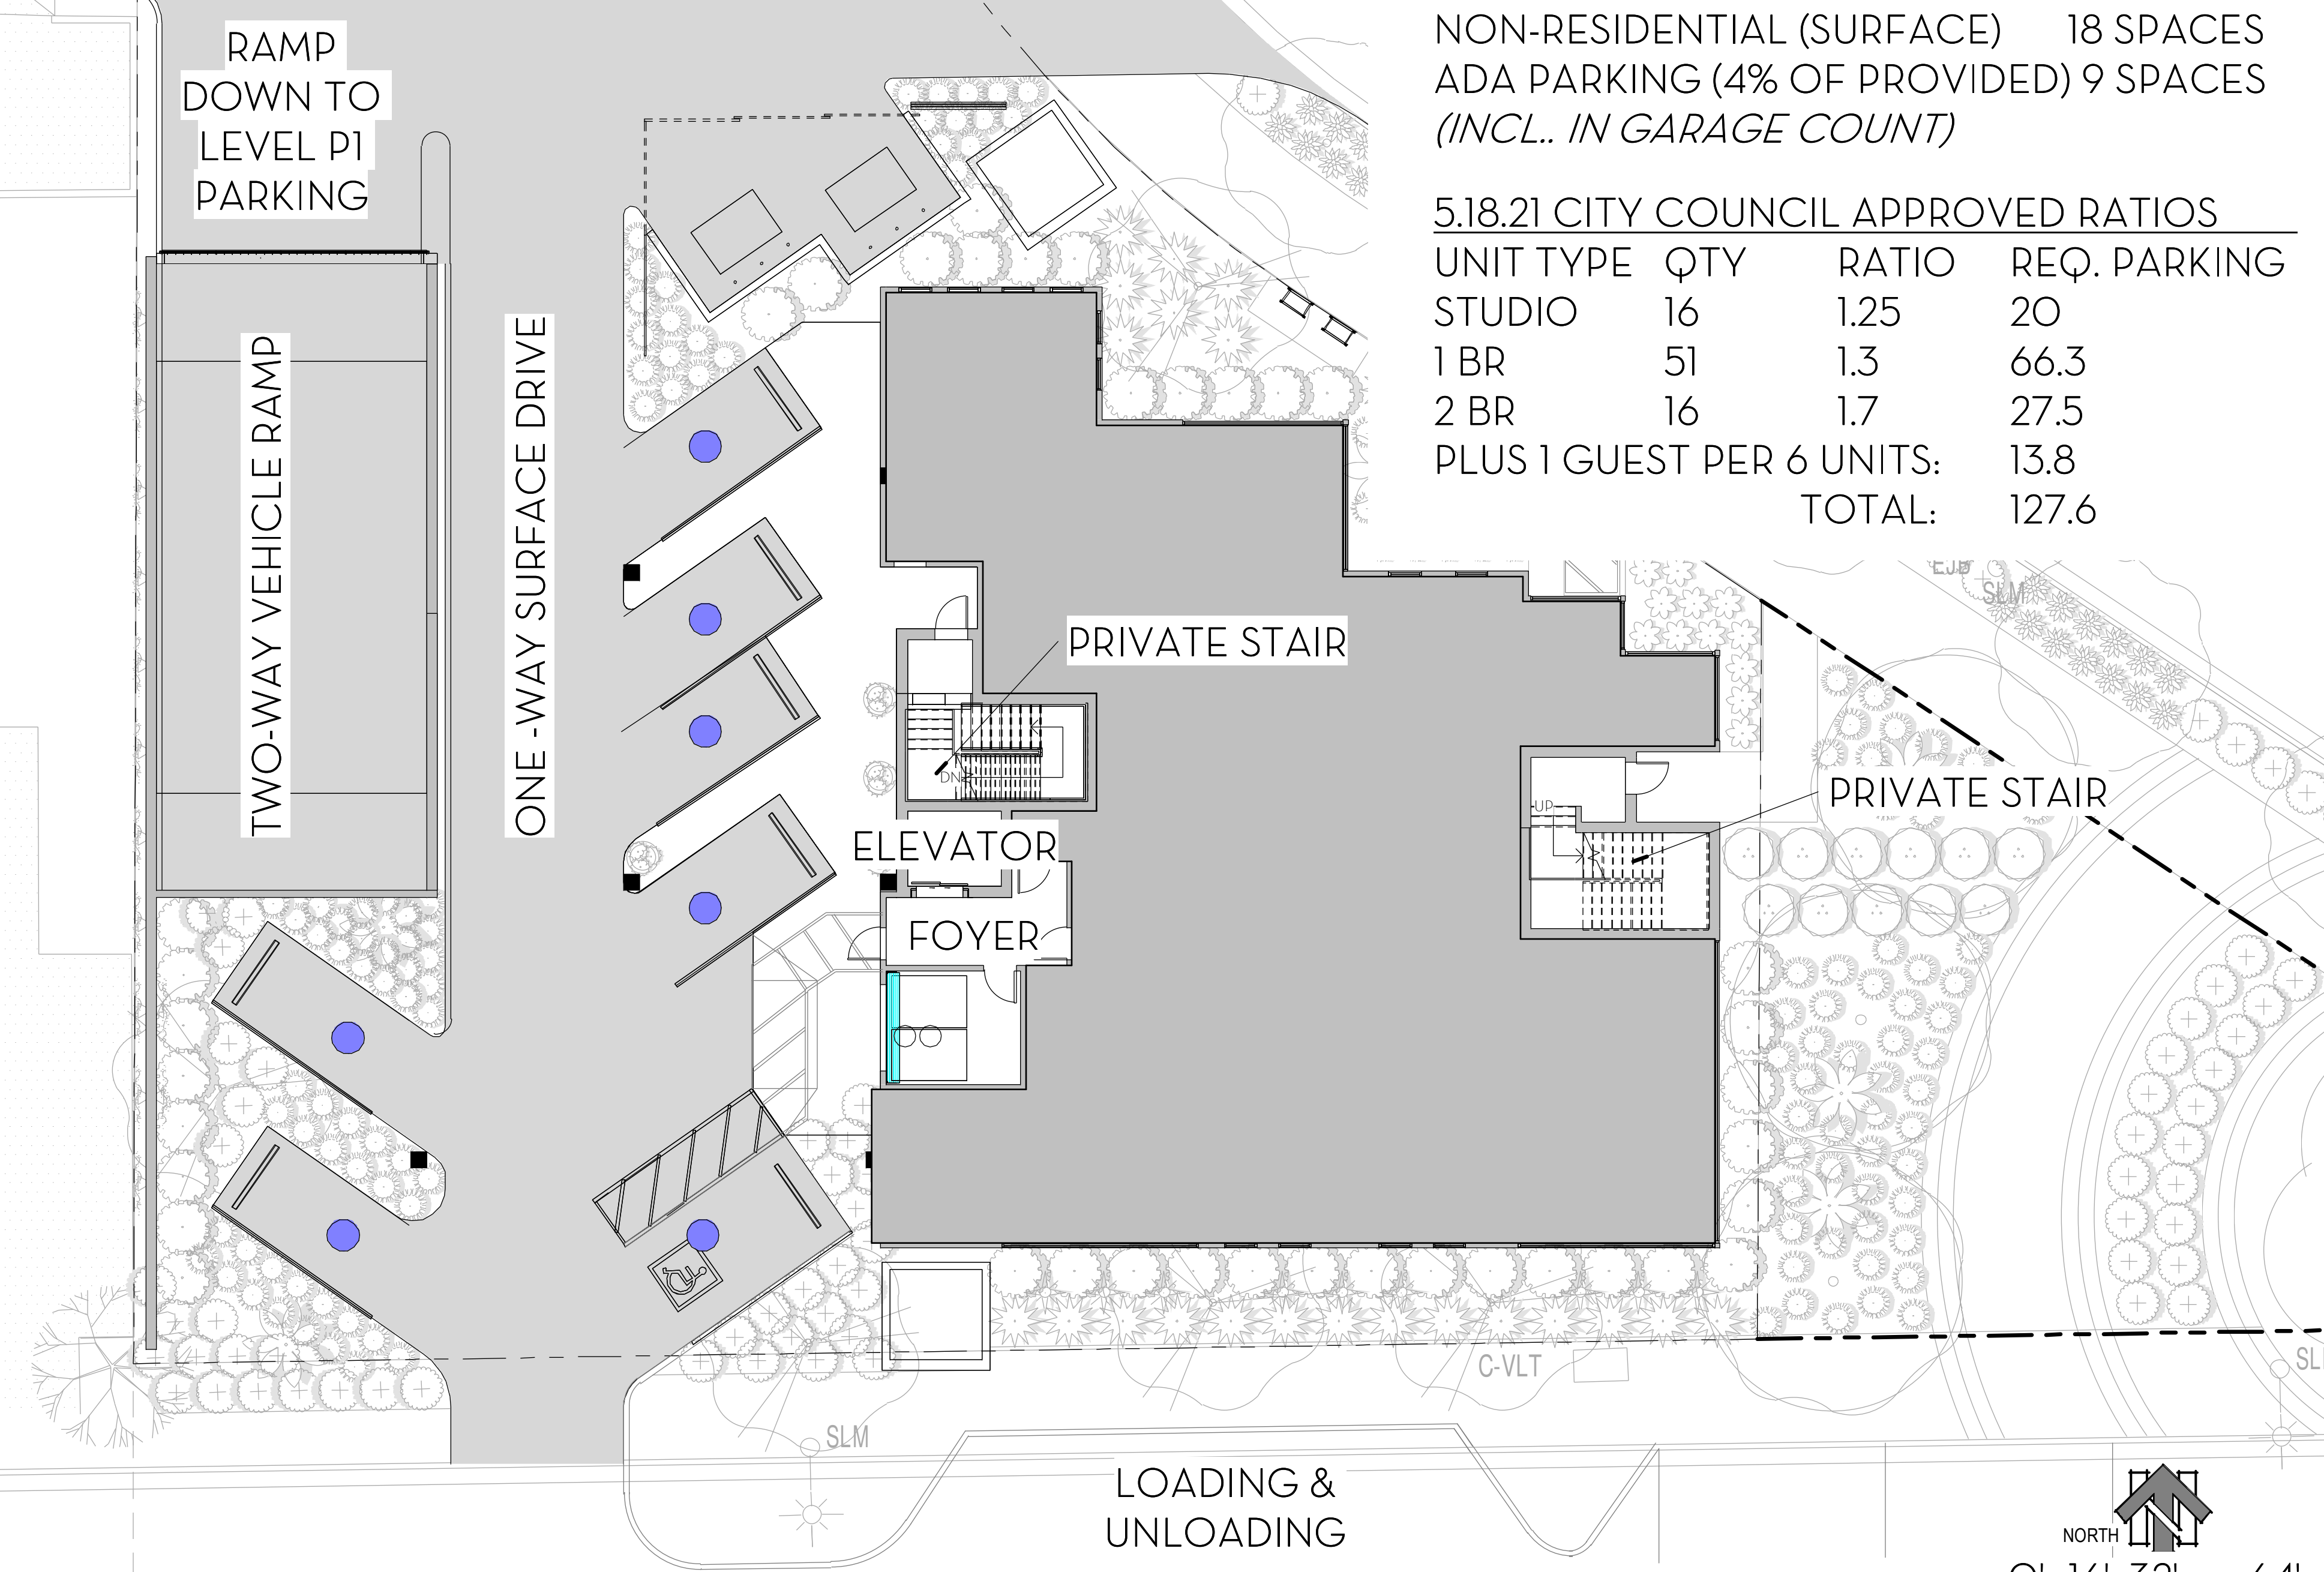 RAMP
DOWN TO
LEVEL P1
PARKING
TWO-WAY VEHICLE RAMP
ONE -WAY SURFACE DRIVE
NON-RESIDENTIAL (SURFACE) 18 SPACES
ADA PARKING (4% OF PROVIDED) 9 SPACES
(INCL.. IN GARAGE COUNT)
5.18.21 CITY COUNCIL APPROVED RATIOS
UNIT TYPE QTY RATIO REQ. PARKING
STUDIO 16 1.25 20
1 BR 51 1.3 66.3
2 BR 16 1.7 27.5
PLUS 1 GUEST PER 6 UNITS: 13.8
TOTAL: 127.6
EJB
SLM
PRIVATE STAIR
DN
PRIVATE STAIR
UP
ELEVATOR
FOYER
C-VLT
SLM
LOADING &
UNLOADING
NORTH